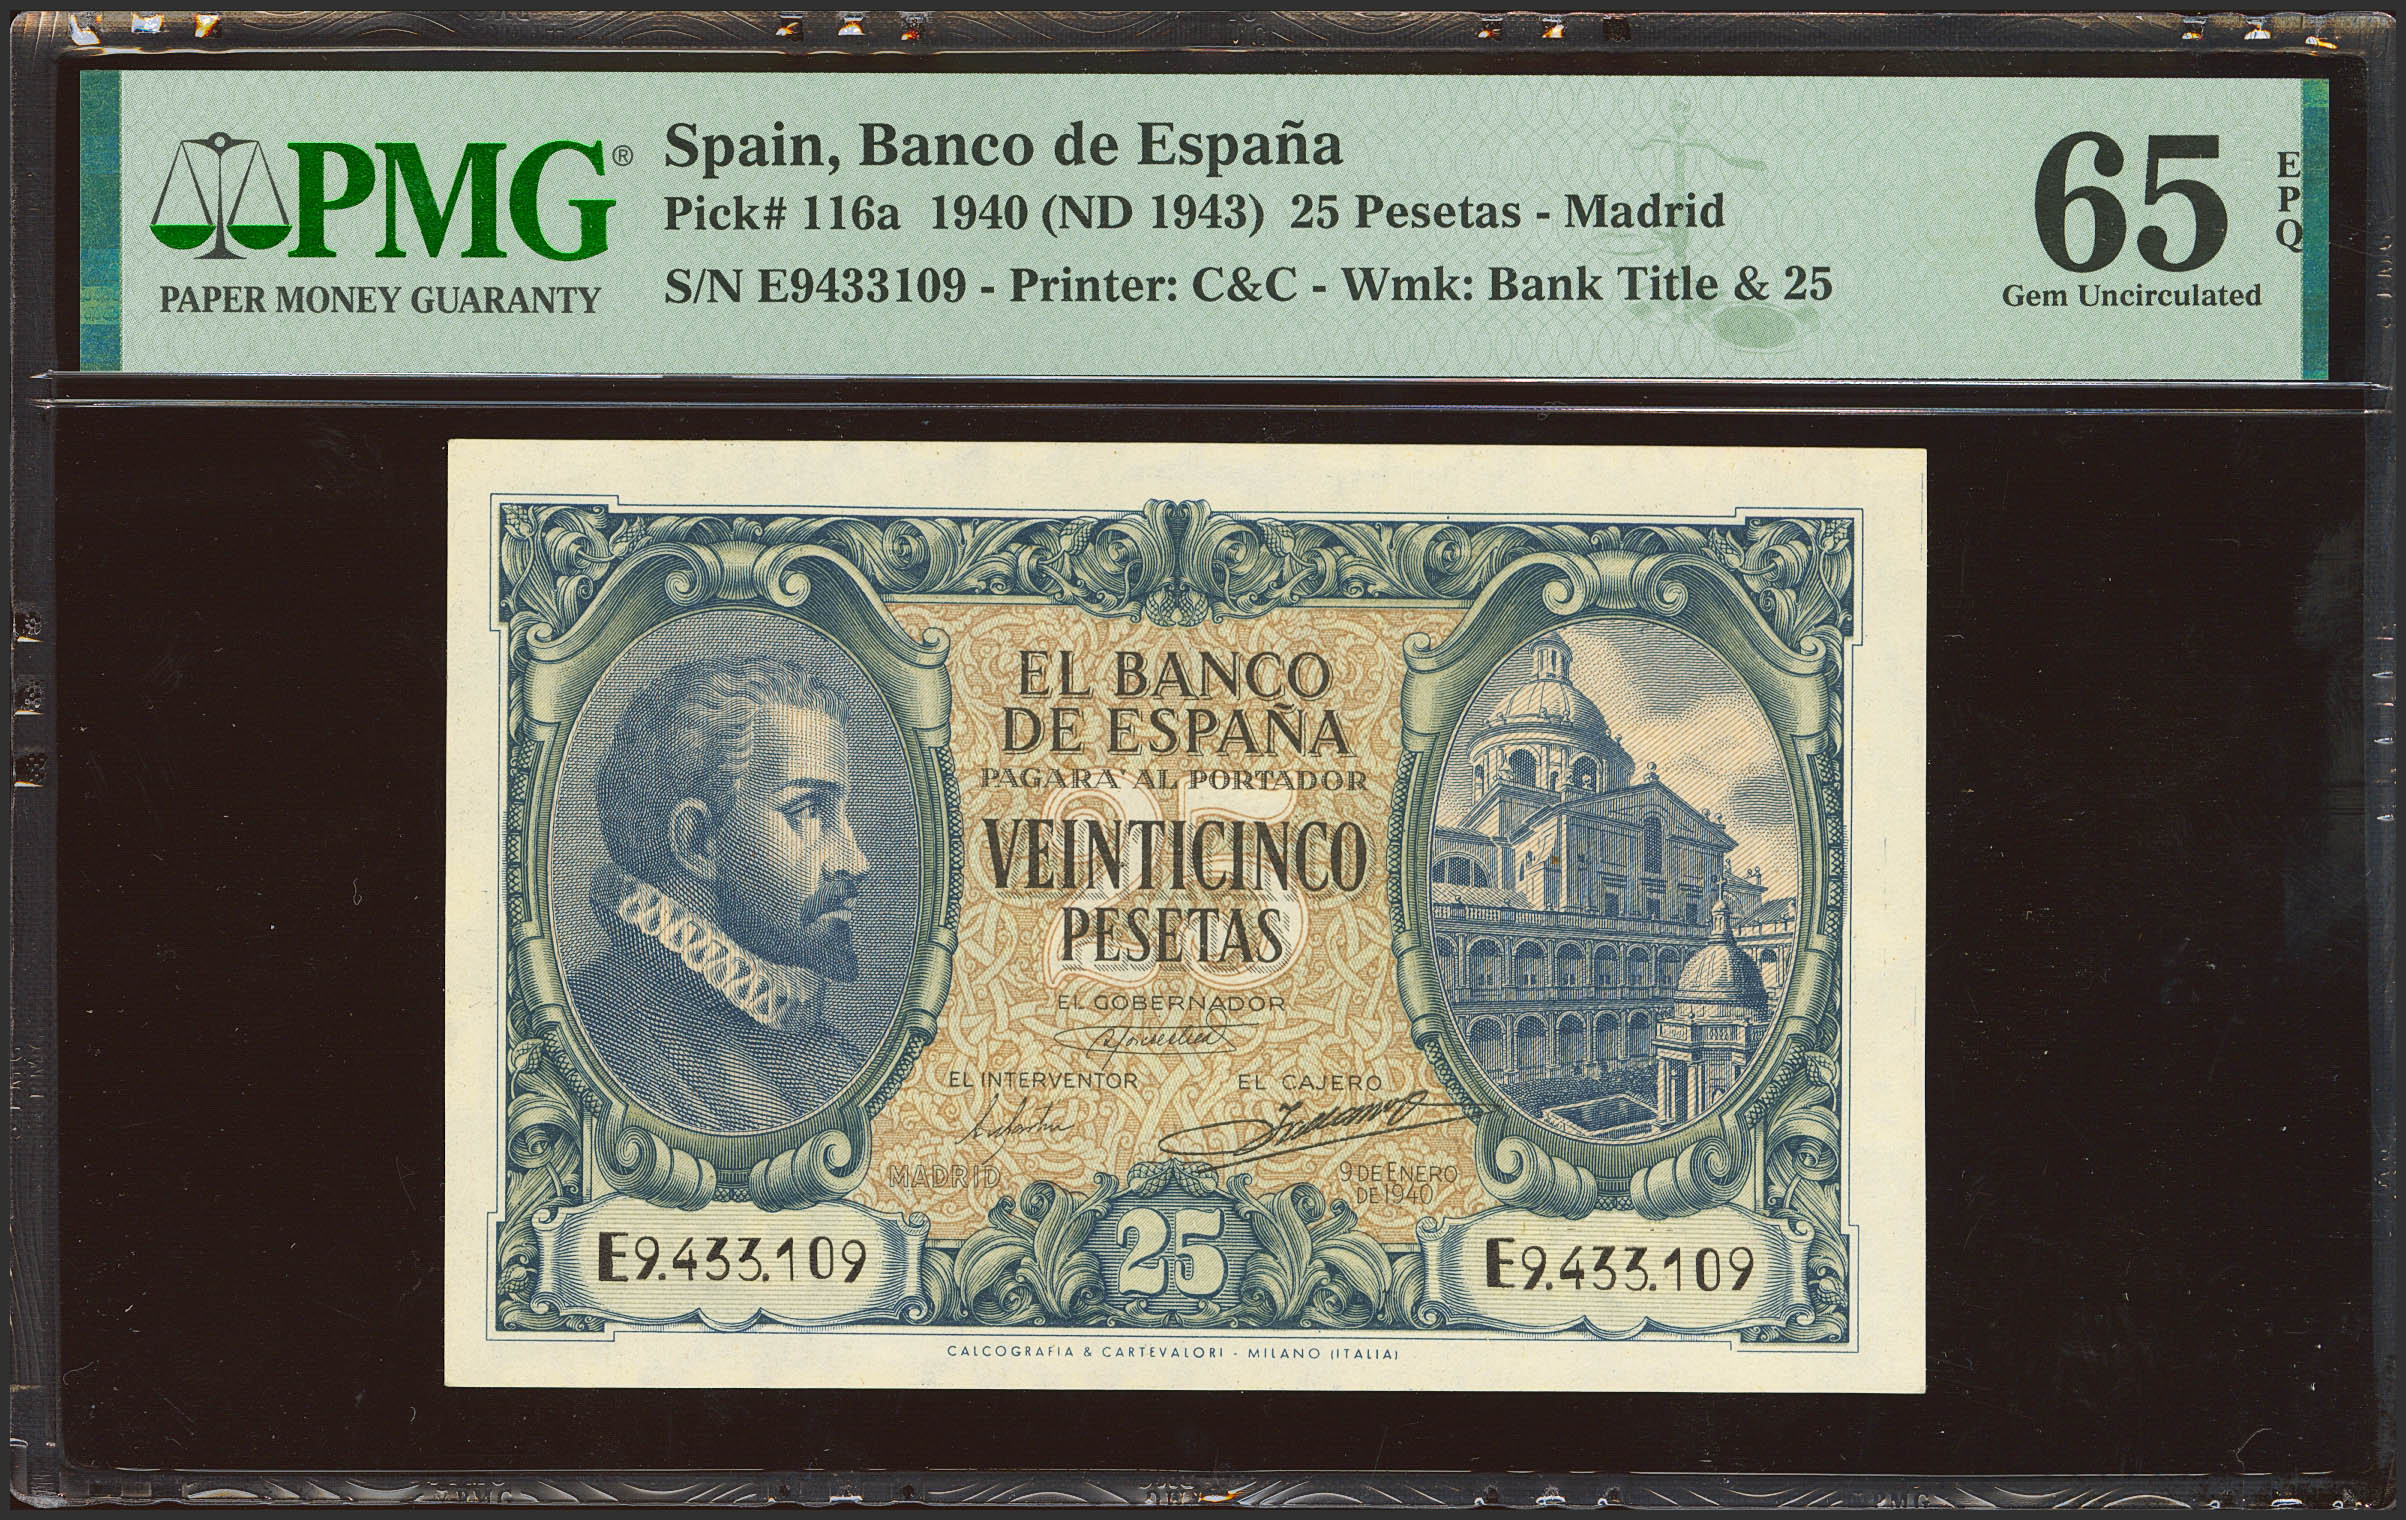 PMG®
PAPER MONEY GUARANTY
Spain, Banco de España
Pick# 116a 1940 (ND 1943) 25 Pesetas - Madrid
S/N E9433109 - Printer: C&C - Wmk: Bank Title & 25
65
EPQ
Gem Uncirculated
EL BANCO
DE ESPAÑA
PAGARA' AL PORTADOR
25
VEINTICINCO
PESETAS
EL GOBERNADOR
EL INTERVENTOR
EL CAJERO
MADRID
9 DE ENERO
DE 1940
E9.433.109
25
E9.433.109
CALCOGRAFIA & CARTEVALORI - MILANO (ITALIA)